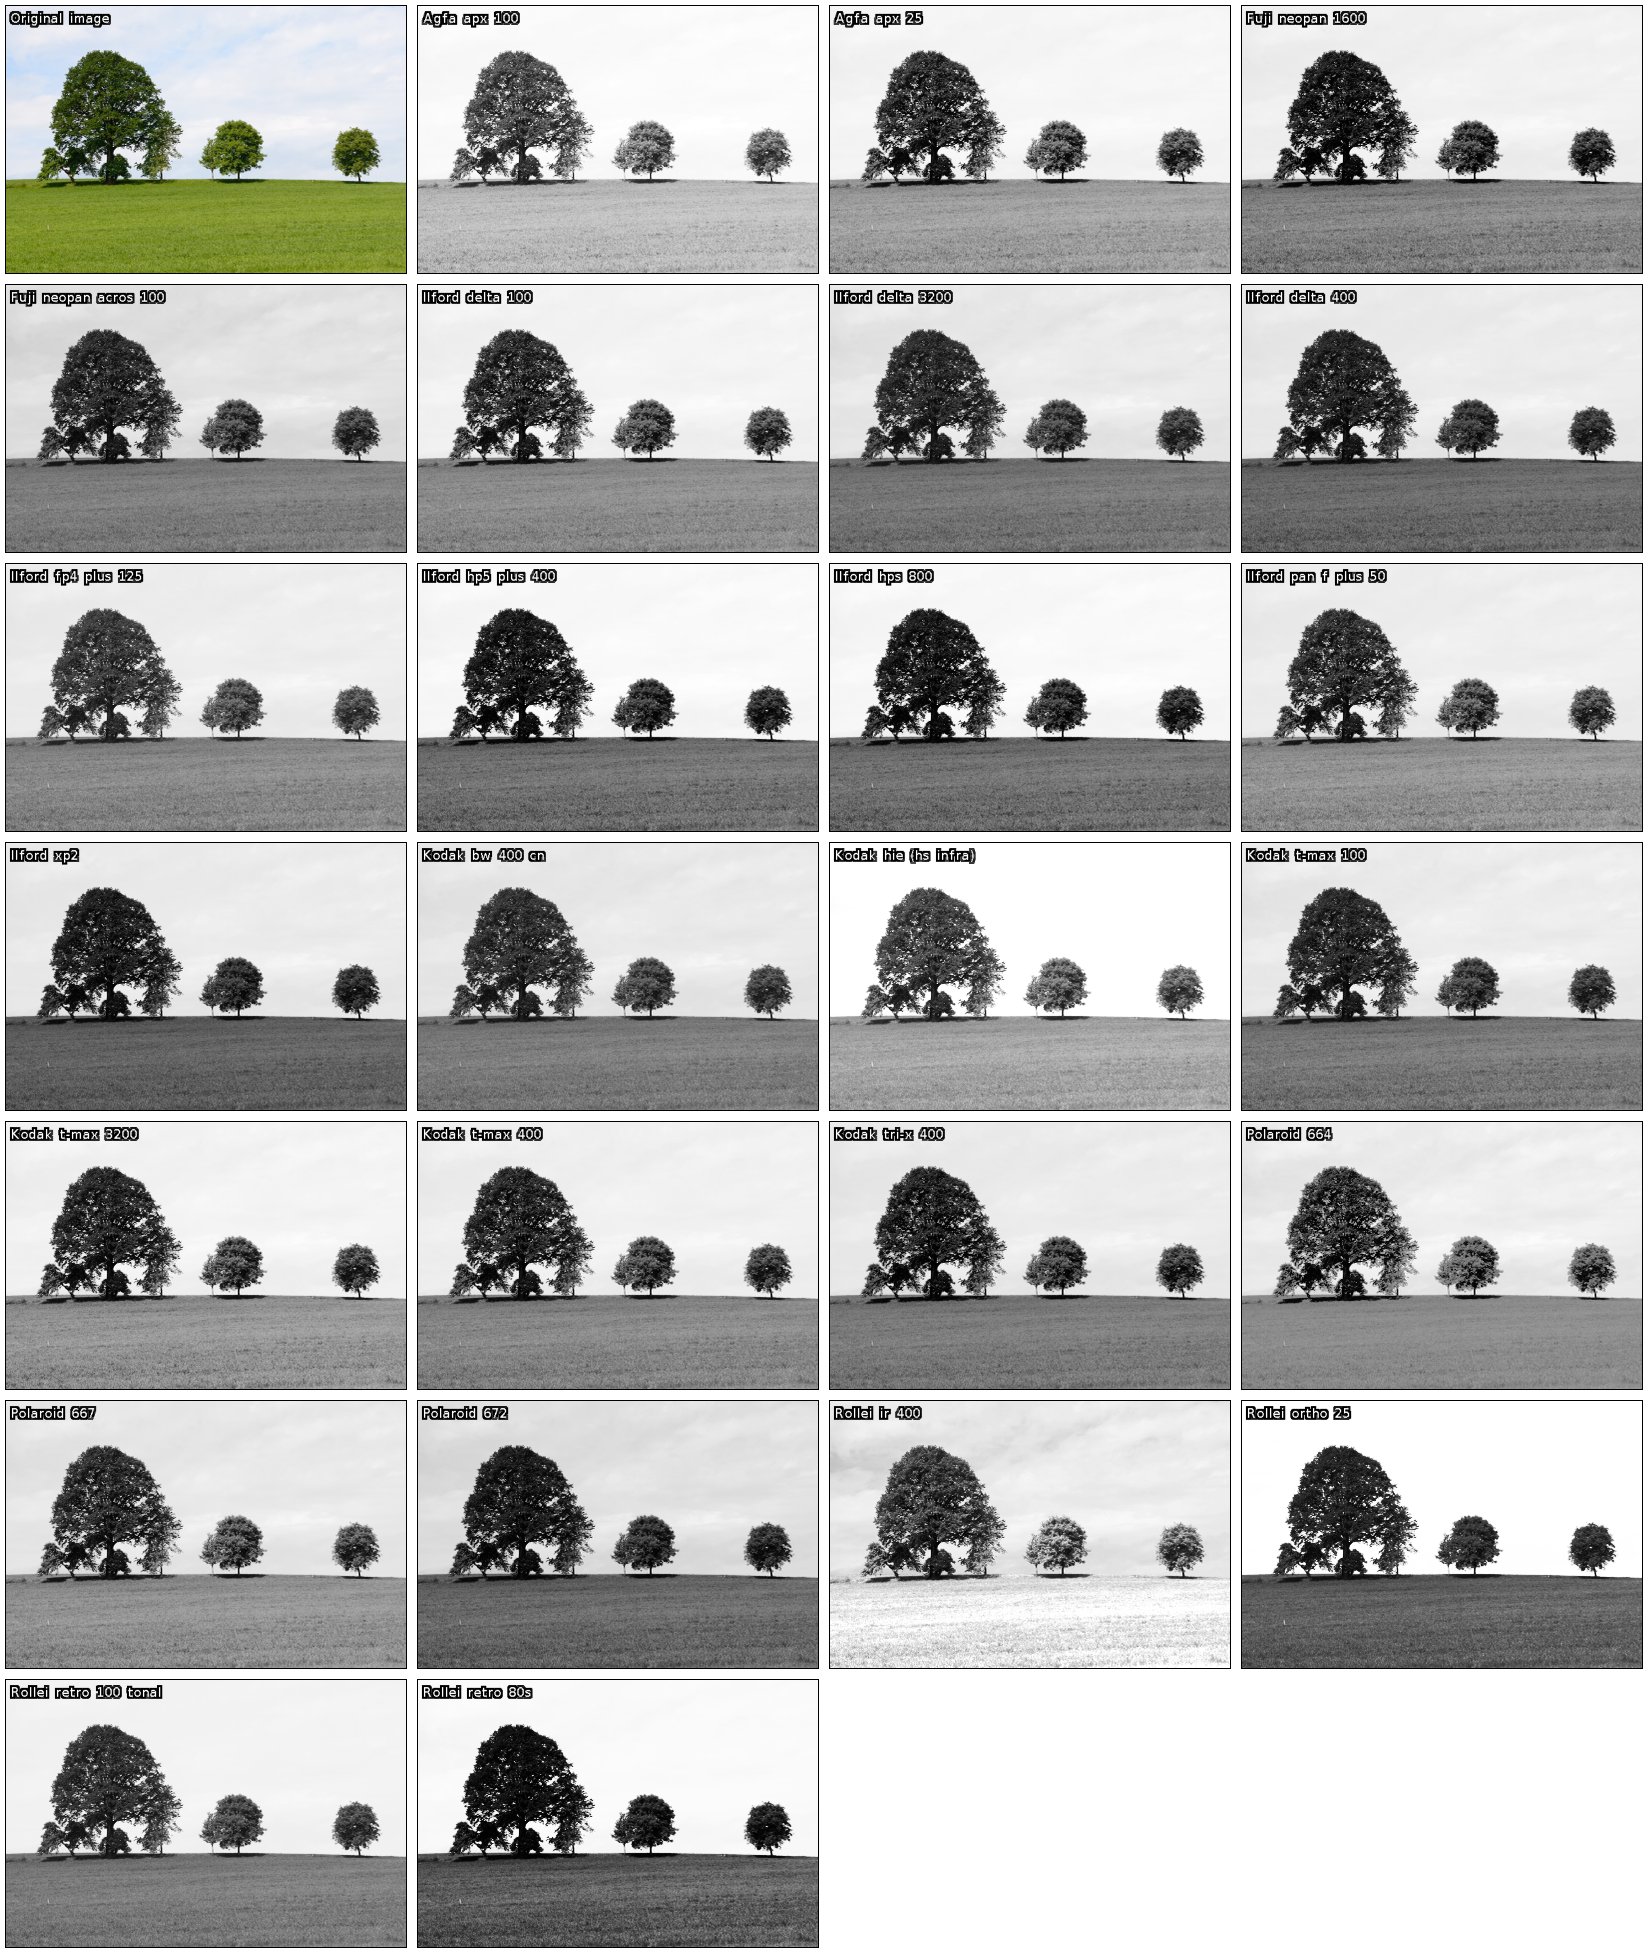 Original image
Agfa apx 100
Agfa apx 25
Fuji neopan 1600
Fuji neopan acros 100
Ilford delta 100
Ilford delta 3200
Ilford delta 400
Ilford fp4 plus 125
Ilford hp5 plus 400
Ilford hps 800
Ilford pan f plus 50
Ilford xp2
Kodak bw 400 cn
Kodak hie (hs infra)
Kodak t-max 100
Kodak t-max 3200
Kodak t-max 400
Kodak tri-x 400
Polaroid 664
Polaroid 667
Polaroid 672
Rollei ir 400
Rollei ortho 25
Rollei retro 100 tonal
Rollei retro 80s